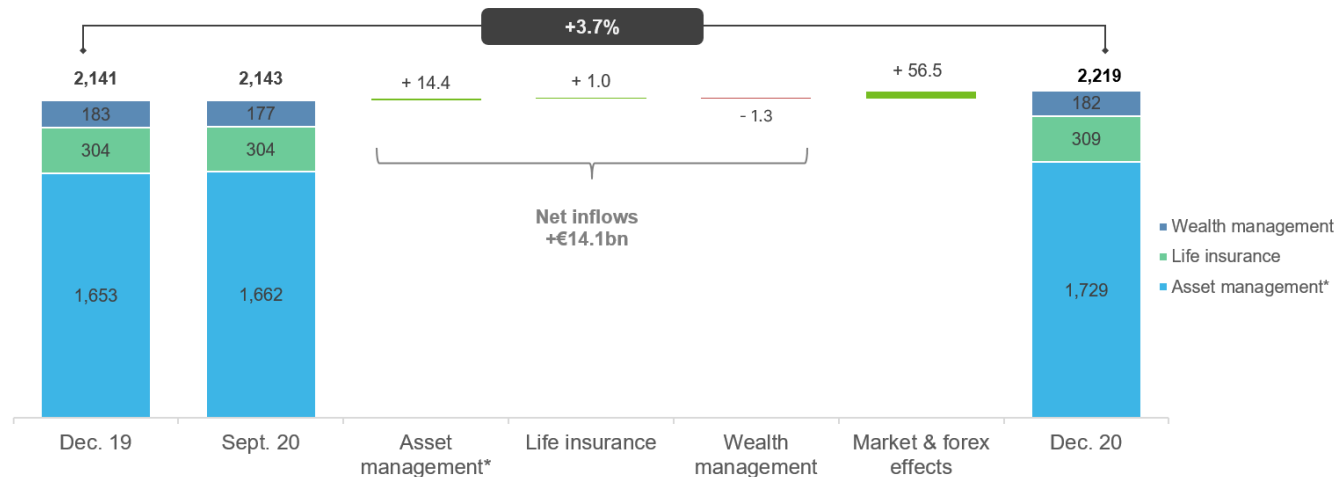 +3.7%
2,141
2,143
+ 14.4
+ 1.0
- 1.3
+ 56.5
2,219
183
177
182
304
304
309
Net inflows
+€14.1bn
1,653
1,662
1,729
Wealth management
Life insurance
Asset management*
Dec. 19
Sept. 20
Asset
management*
Life insurance
Wealth
management
Market & forex
effects
Dec. 20